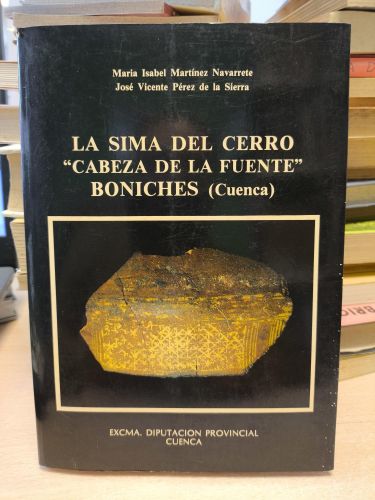 Maria Isabel Martínez Navarrete
José Vicente Pérez de la Sierra
LA SIMA DEL CERRO
“CABEZA DE LA FUENTE”
BONICHES (Cuenca)
EXCMA. DIPUTACION PROVINCIAL
CUENCA